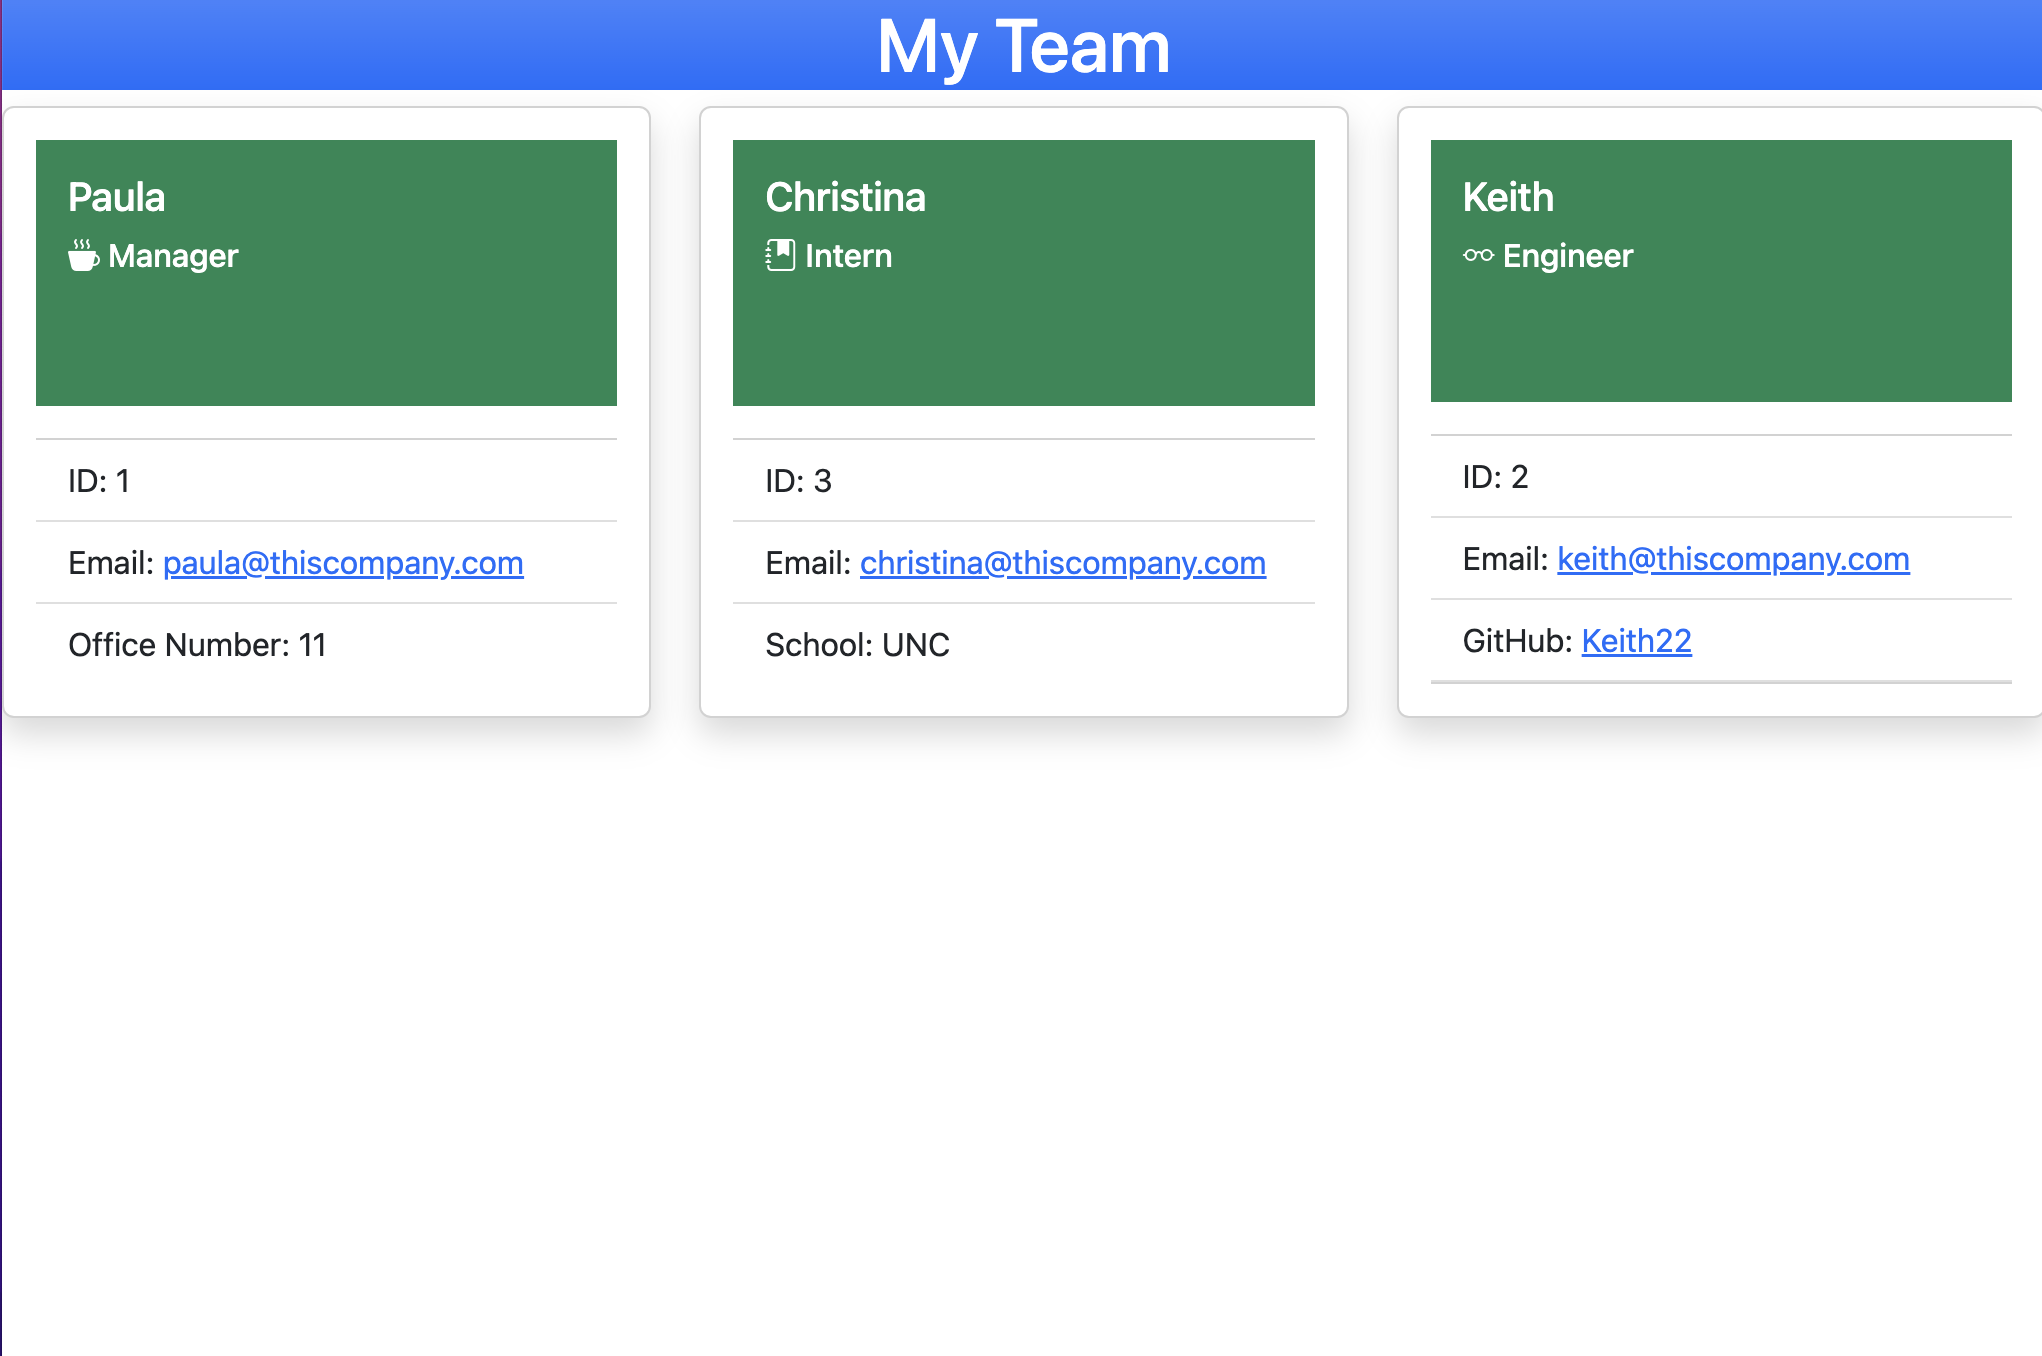 My Team
Paula
Manager
ID: 1
Email: paula@thiscompany.com
Office Number: 11
Christina
Intern
ID: 3
Email: christina@thiscompany.com
School: UNC
Keith
Engineer
ID: 2
Email: keith@thiscompany.com
GitHub: Keith22